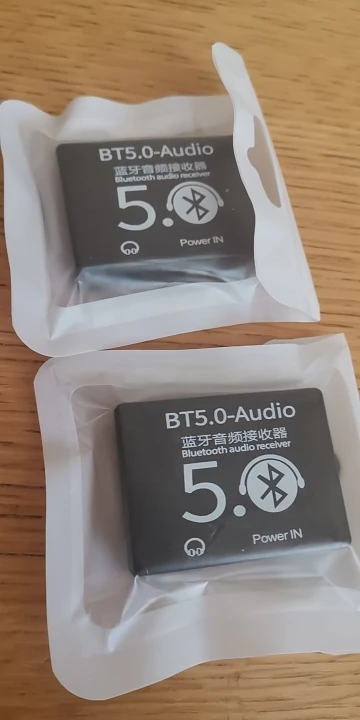 BT5.0-Audio
蓝牙音频接收器
Bluetooth audio receiver
5.0
Power IN
BT5.0-Audio
蓝牙音频接收器
Bluetooth audio receiver
5.0
Power IN